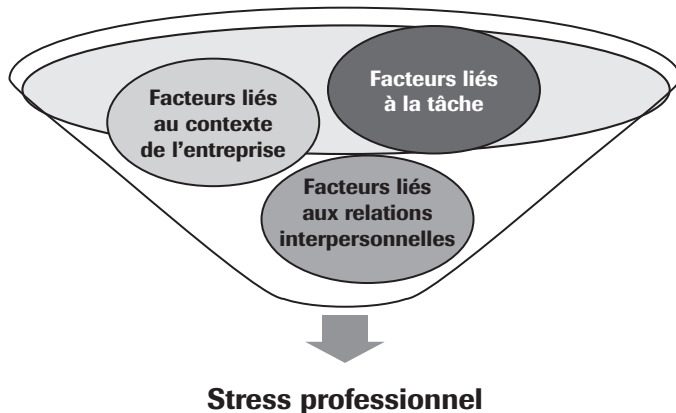 Facteurs liés
à la tâche
Facteurs liés
au contexte
de l'entreprise
Facteurs liés
aux relations
interpersonnelles
Stress professionnel